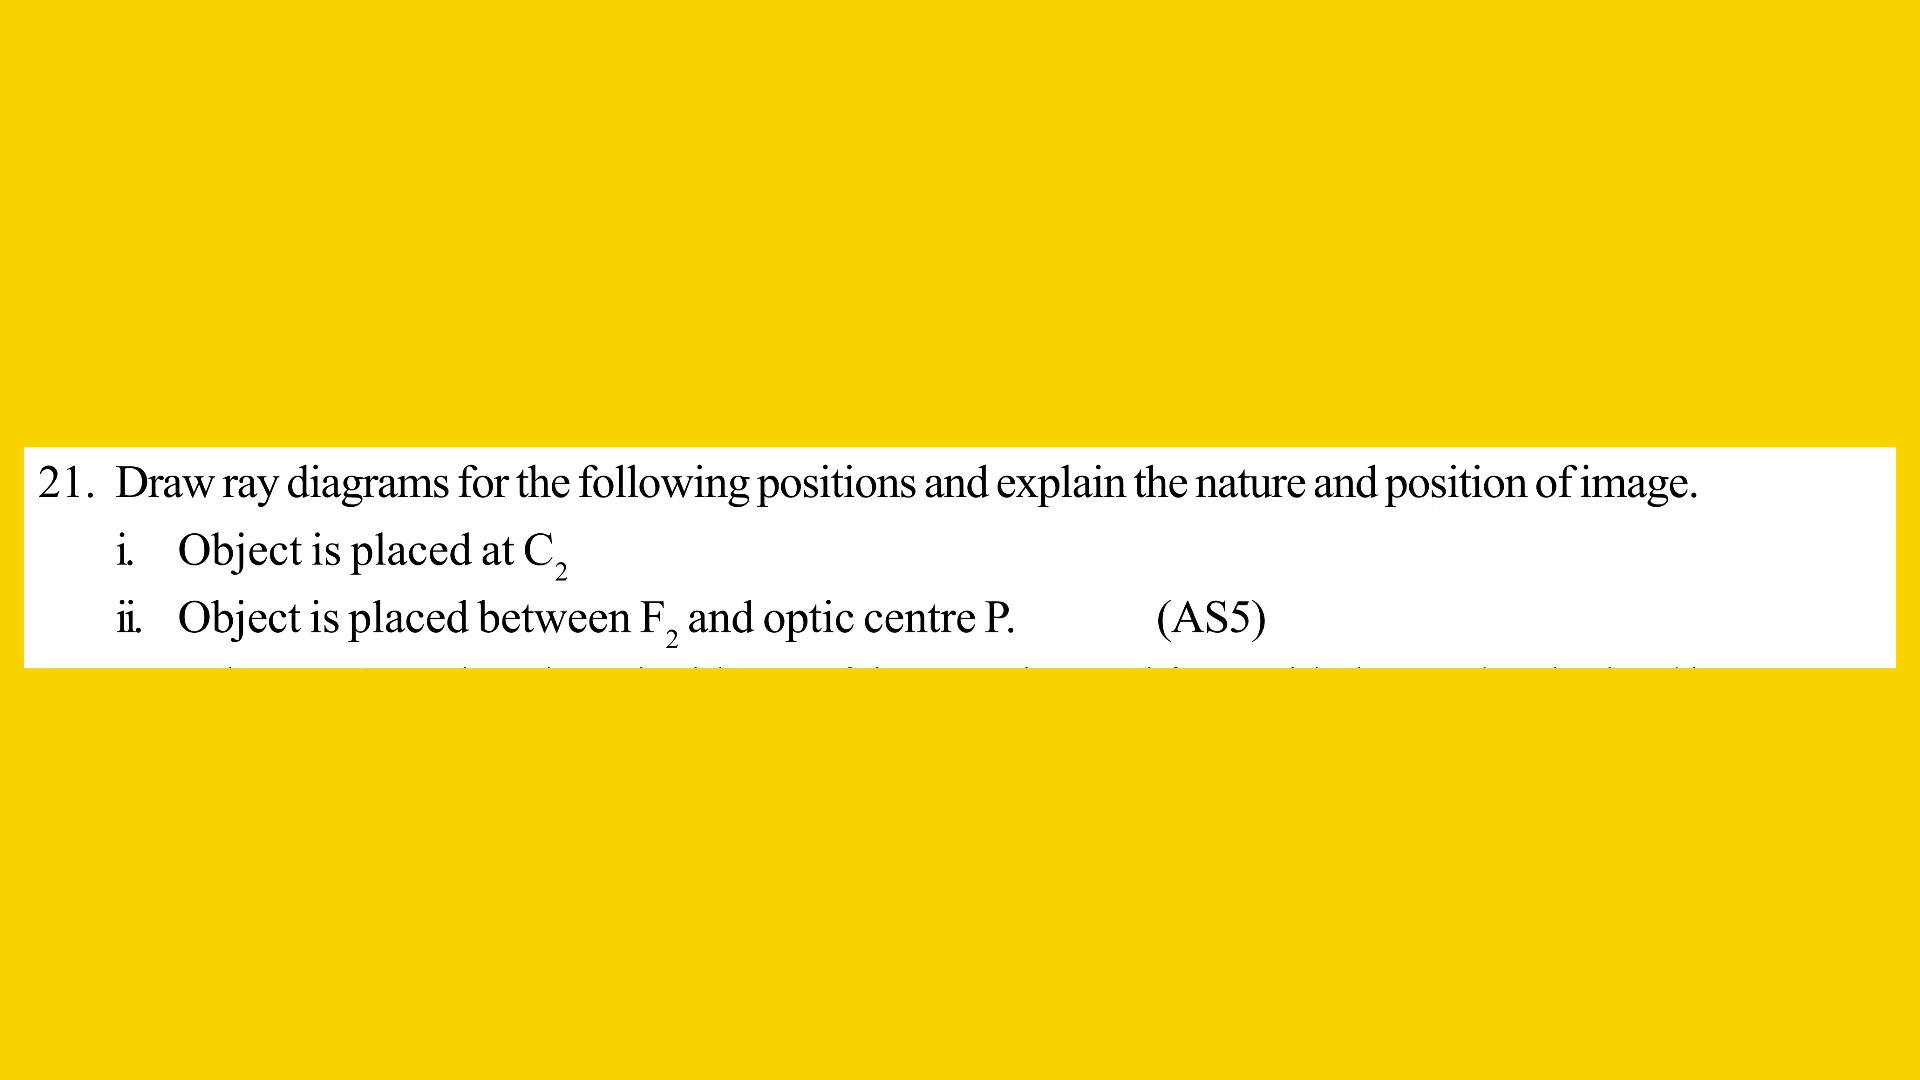 21. Draw ray diagrams for the following positions and explain the nature and position of image.
i. Object is placed at C₂
ii. Object is placed between F₂ and optic centre P. (AS5)